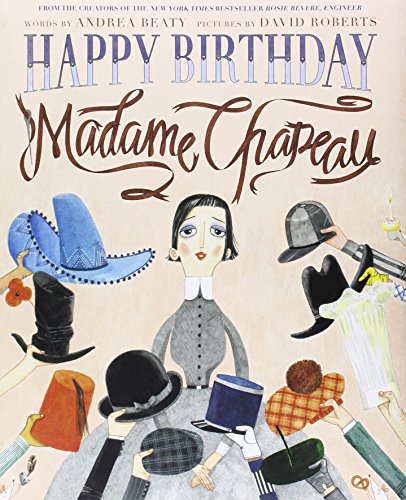 FROM THE CREATORS OF THE NEW YORK TIMES BESTSELLER ROSIE REVERE, ENGINEER
WORDS BY ANDREA BEATY PICTURES BY DAVID ROBERTS
HAPPY BIRTHDAY
Madame Chapeau